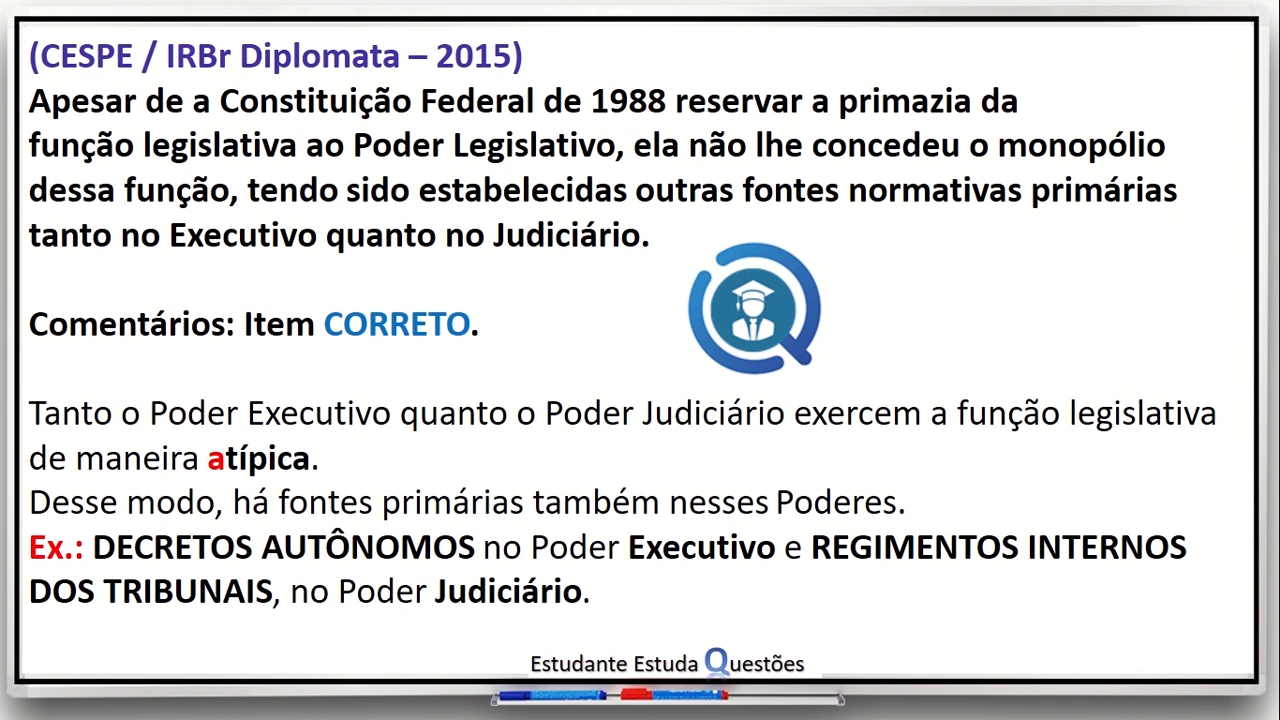 (CESPE / IRBr Diplomata – 2015)
Apesar de a Constituição Federal de 1988 reservar a primazia da
função legislativa ao Poder Legislativo, ela não lhe concedeu o monopólio
dessa função, tendo sido estabelecidas outras fontes normativas primárias
tanto no Executivo quanto no Judiciário.
Comentários: Item CORRETO.
Tanto o Poder Executivo quanto o Poder Judiciário exercem a função legislativa
de maneira atípica.
Desse modo, há fontes primárias também nesses Poderes.
Ex.: DECRETOS AUTÔNOMOS no Poder Executivo e REGIMENTOS INTERNOS
DOS TRIBUNAIS, no Poder Judiciário.
Estudante Estuda Questões